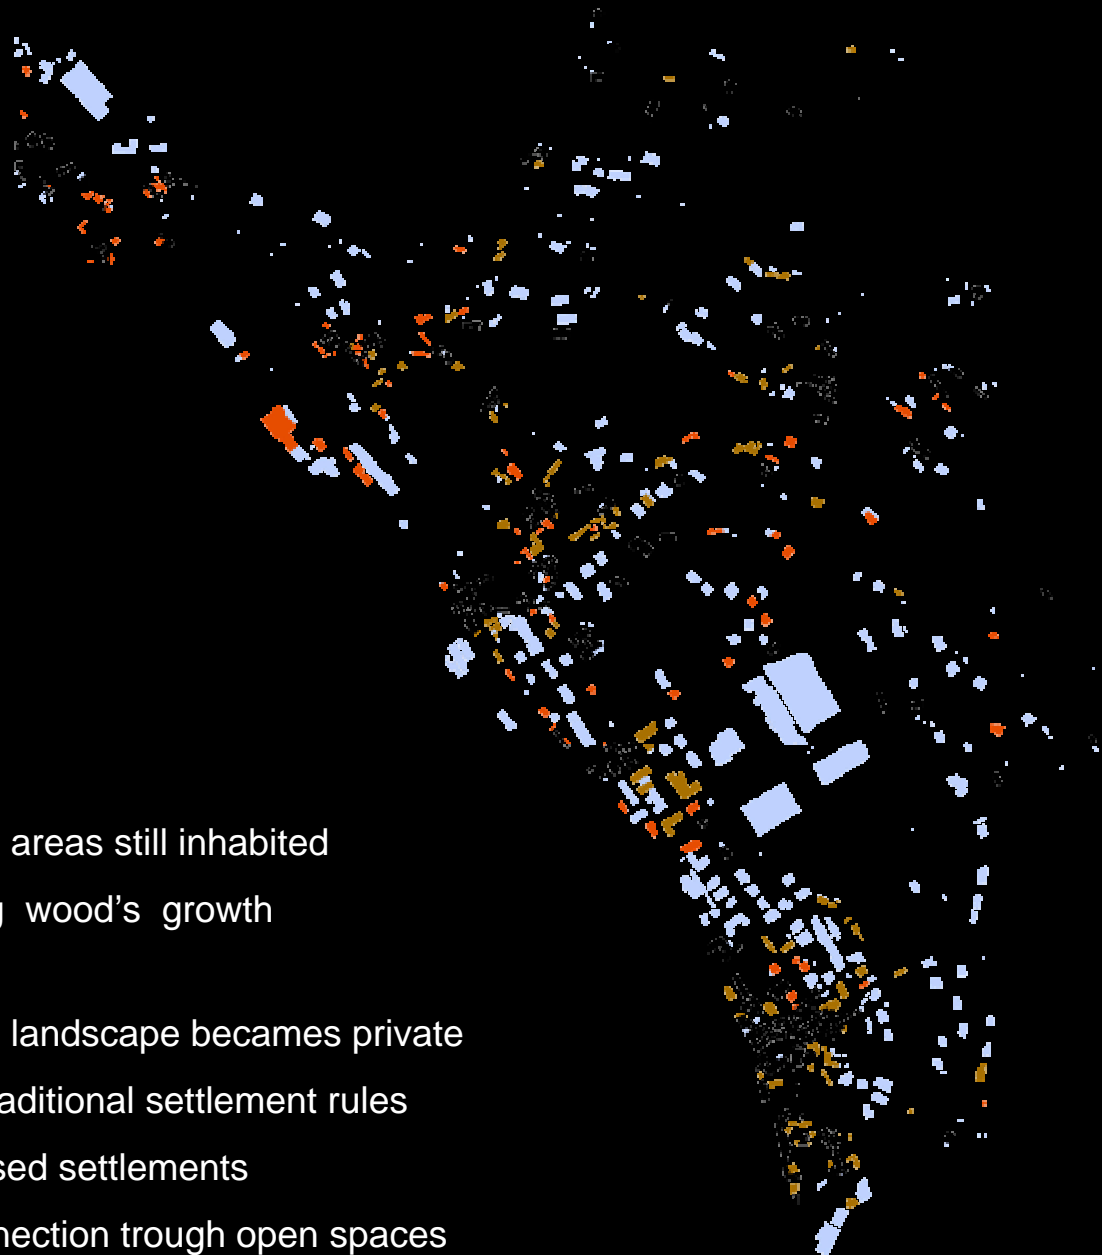 areas still inhabited
g wood's growth
landscape becames private
aditional settlement rules
sed settlements
nection trough open spaces